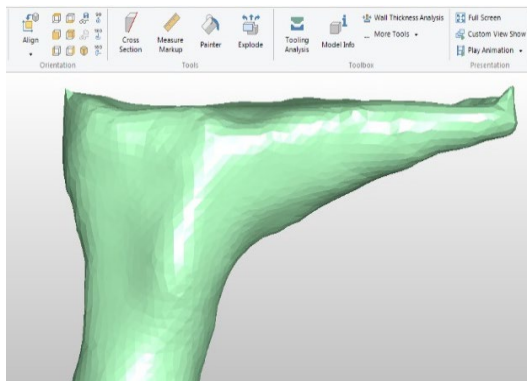 Align
Cross Section
Measure Markup
Painter
Explode
Tooling Analysis
Model Info
Wall Thickness Analysis
More Tools
Full Screen
Custom View Show
Play Animation
Orientation
Tools
Toolbox
Presentation